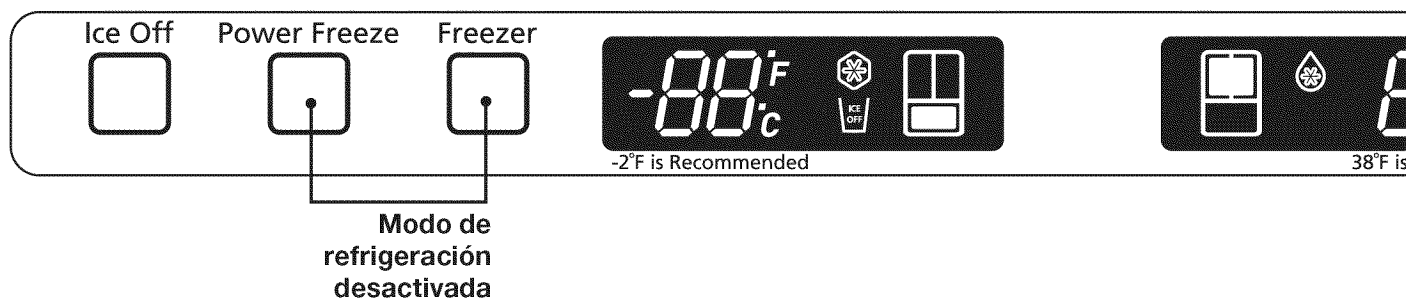 Ice Off Power Freeze Freezer
-88°F
°C
ICE
OFF
-2°F is Recommended
38°F is
Modo de
refrigeración
desactivada